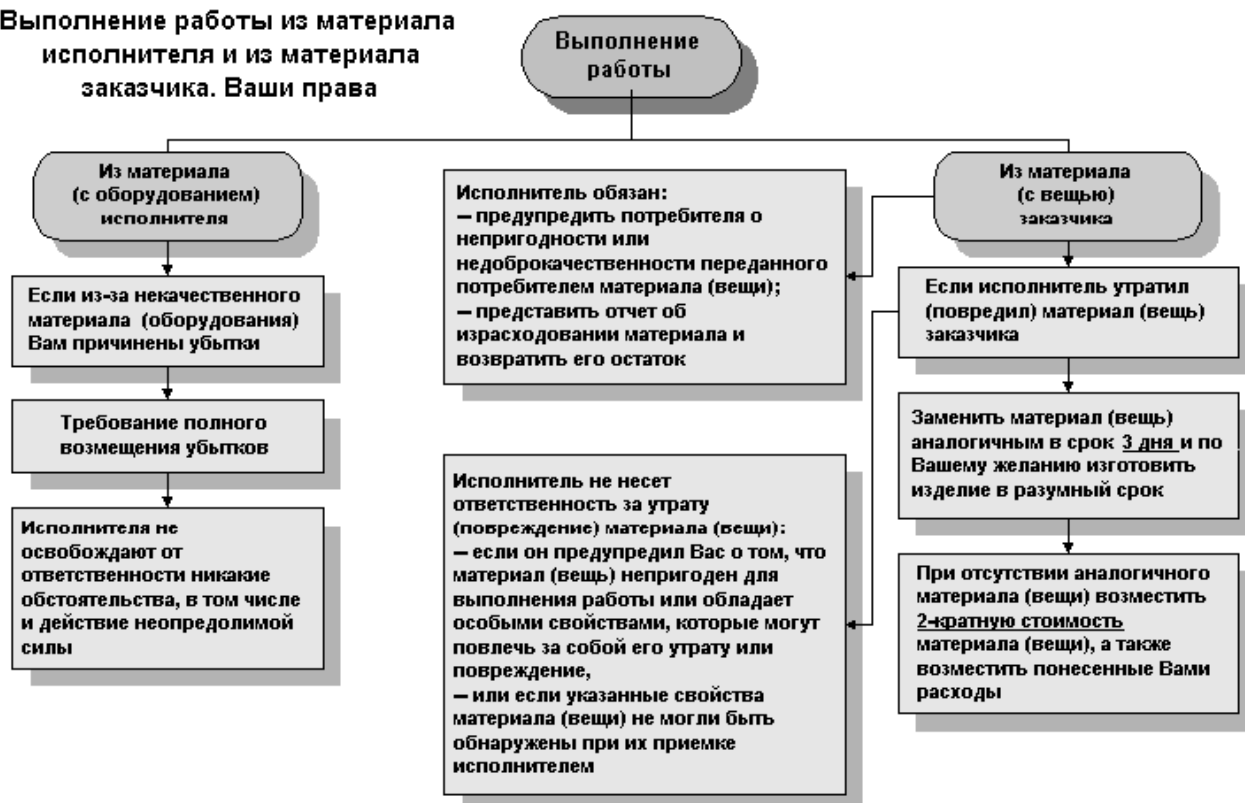 Выполнение работы из материала
исполнителя и из материала
заказчика. Ваши права
Выполнение
работы
Из материала
(с оборудованием)
исполнителя
Если из-за некачественного
материала (оборудования)
Вам причинены убытки
Требование полного
возмещения убытков
Исполнителя не
освобождают от
ответственности никакие
обстоятельства, в том числе
и действие неопредолимой
силы
Исполнитель обязан:
– предупредить потребителя о
непригодности или
недоброкачественности переданного
потребителем материала (вещи);
– представить отчет об
израсходовании материала и
возвратить его остаток
Исполнитель не несет
ответственность за утрату
(повреждение) материала (вещи):
– если он предупредил Вас о том, что
материал (вещь) непригоден для
выполнения работы или обладает
особыми свойствами, которые могут
повлечь за собой его утрату или
повреждение,
– или если указанные свойства
материала (вещи) не могли быть
обнаружены при их приемке
исполнителем
Из материала
(с вещью)
заказчика
Если исполнитель утратил
(повредил) материал (вещь)
заказчика
Заменить материал (вещь)
аналогичным в срок 3 дня и по
Вашему желанию изготовить
изделие в разумный срок
При отсутствии аналогичного
материала (вещи) возместить
2-кратную стоимость
материала (вещи), а также
возместить понесенные Вами
расходы